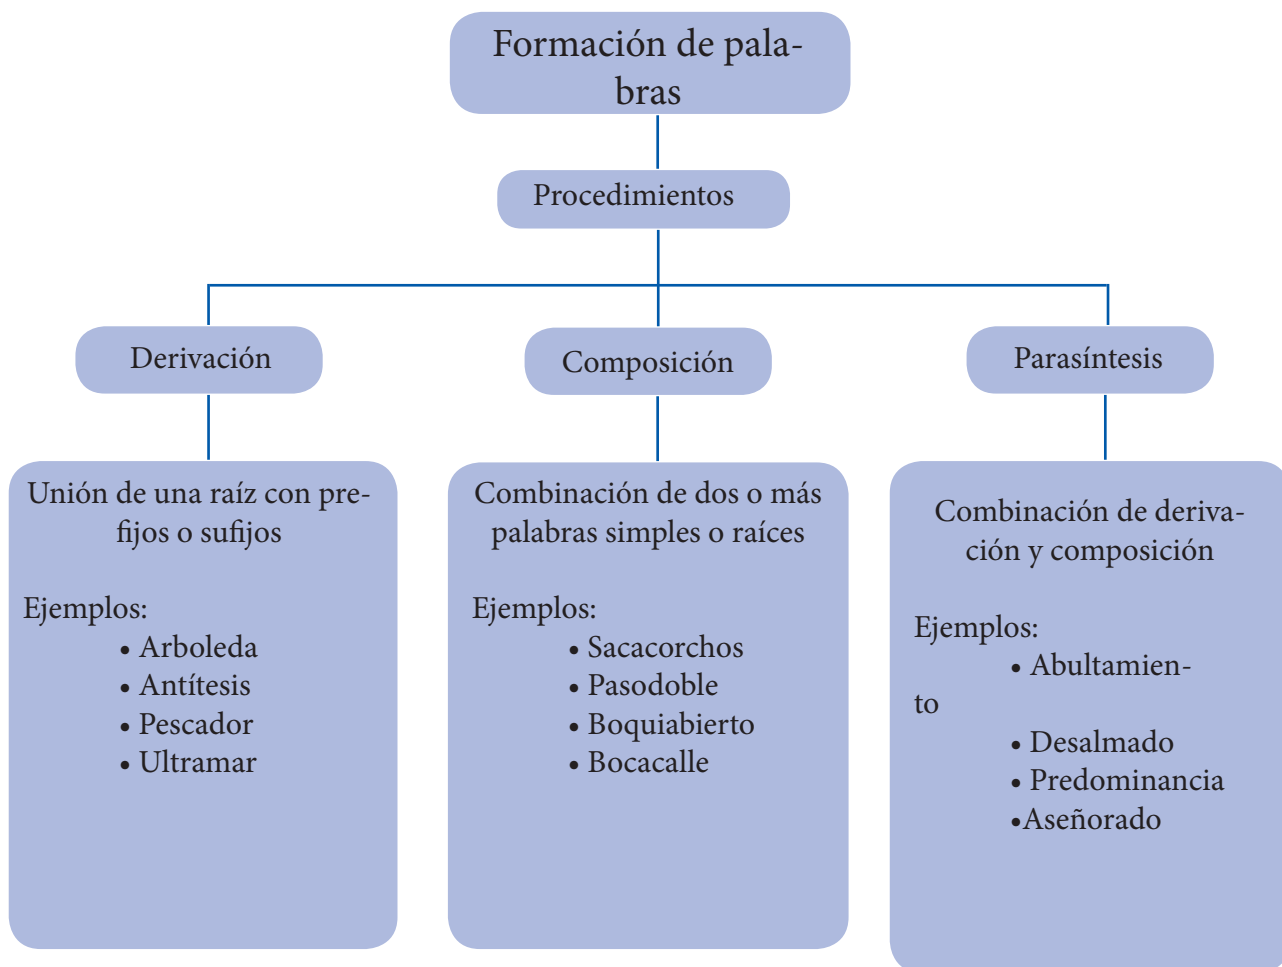 Formación de pala-
bras
Procedimientos
Derivación
Composición
Parasíntesis
Unión de una raíz con pre-
fijos o sufijos
Ejemplos:
• Arboleda
• Antítesis
• Pescador
• Ultramar
Combinación de dos o más
palabras simples o raíces
Ejemplos:
• Sacacorchos
• Pasodoble
• Boquiabierto
• Bocacalle
Combinación de deriva-
ción y composición
Ejemplos:
• Abultamien-
to
• Desalmado
• Predominancia
•Aseñorado